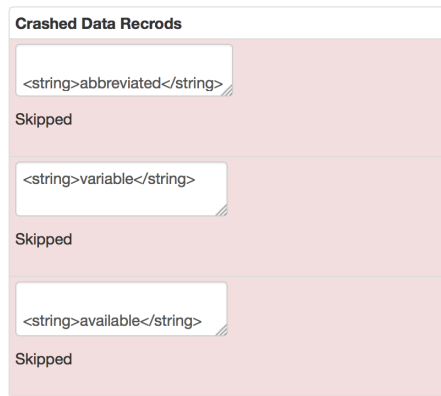 Crashed Data Recrods
<string>abbreviated</string>
Skipped
<string>variable</string>
Skipped
<string>available</string>
Skipped